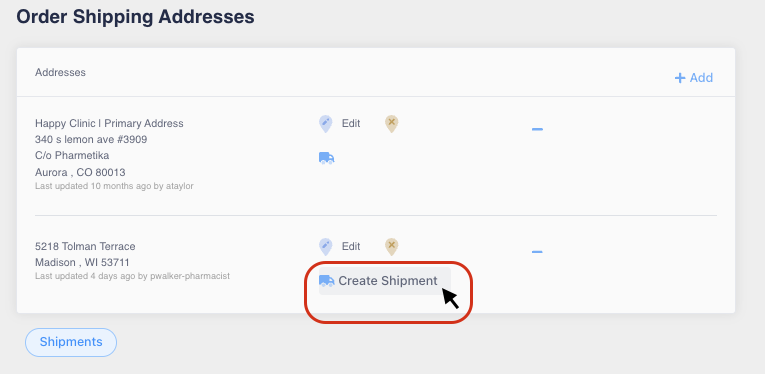 Order Shipping Addresses
Addresses
+ Add
Happy Clinic | Primary Address
340 s lemon ave #3909
C/o Pharmetika
Aurora , CO 80013
Last updated 10 months ago by ataylor
Edit
5218 Tolman Terrace
Madison , WI 53711
Last updated 4 days ago by pwalker-pharmacist
Edit
Create Shipment
Shipments